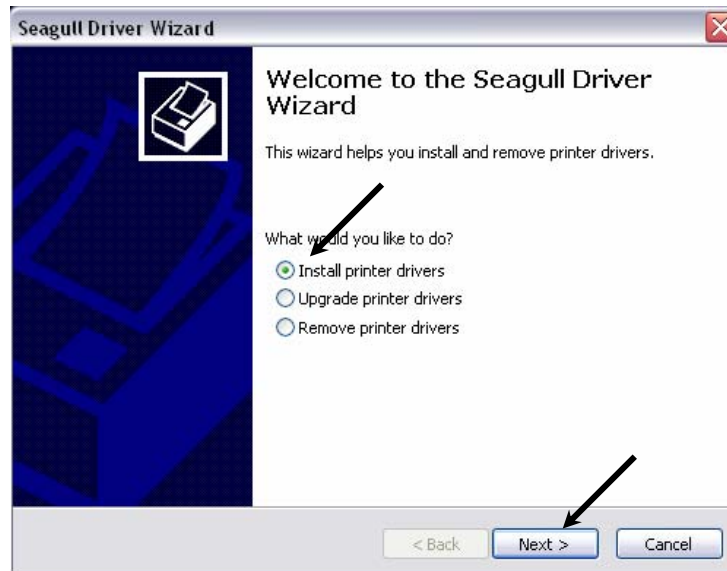 Seagull Driver Wizard
Welcome to the Seagull Driver
Wizard
This wizard helps you install and remove printer drivers.
What would you like to do?
Install printer drivers
Upgrade printer drivers
Remove printer drivers
< Back Next > Cancel